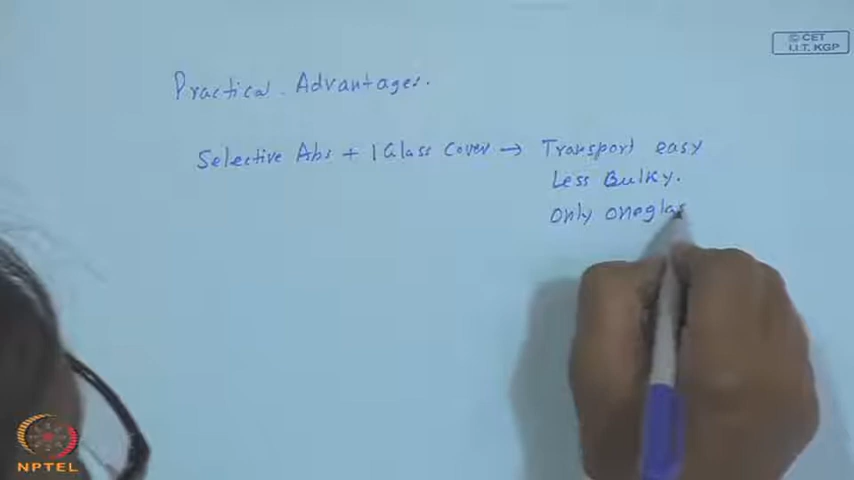 © CET
I.I.T. KGP
Practical Advantages.
Selective Abs + 1 Glass Cover → Transport easy
Less Bulky.
Only one glas
NPTEL